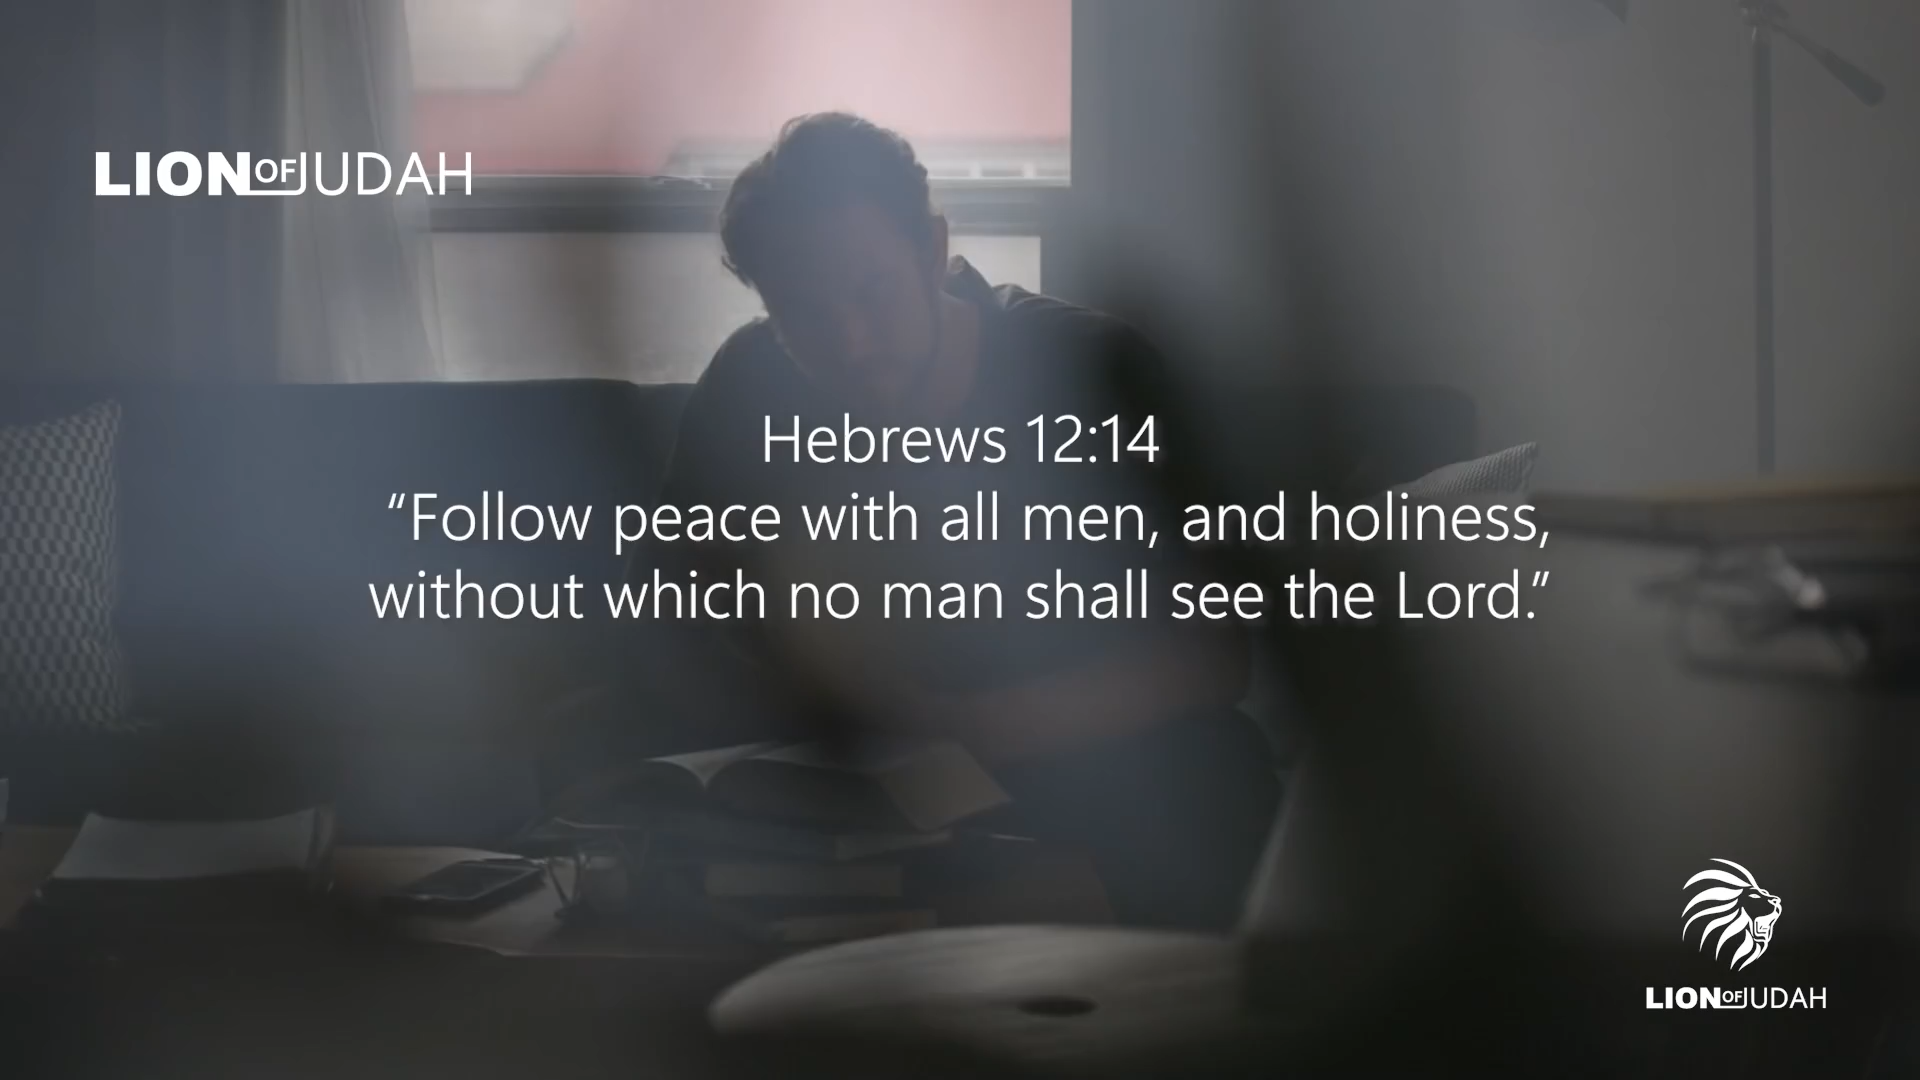 LION OF JUDAH
Hebrews 12:14
“Follow peace with all men, and holiness,
without which no man shall see the Lord.”
LION OF JUDAH